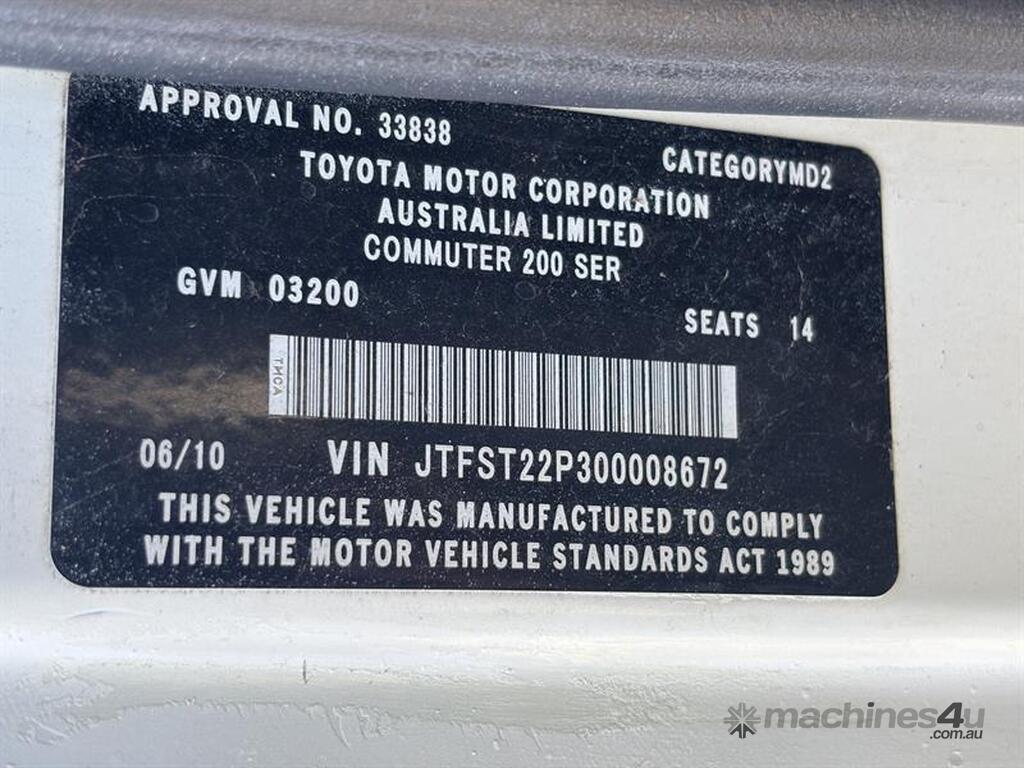 APPROVAL NO. 33838
CATEGORYMD2
TOYOTA MOTOR CORPORATION
AUSTRALIA LIMITED
COMMUTER 200 SER
GVM 03200
SEATS 14
TMCA
06/10 VIN JTFST22P300008672
THIS VEHICLE WAS MANUFACTURED TO COMPLY
WITH THE MOTOR VEHICLE STANDARDS ACT 1989
machines4u
.com.au